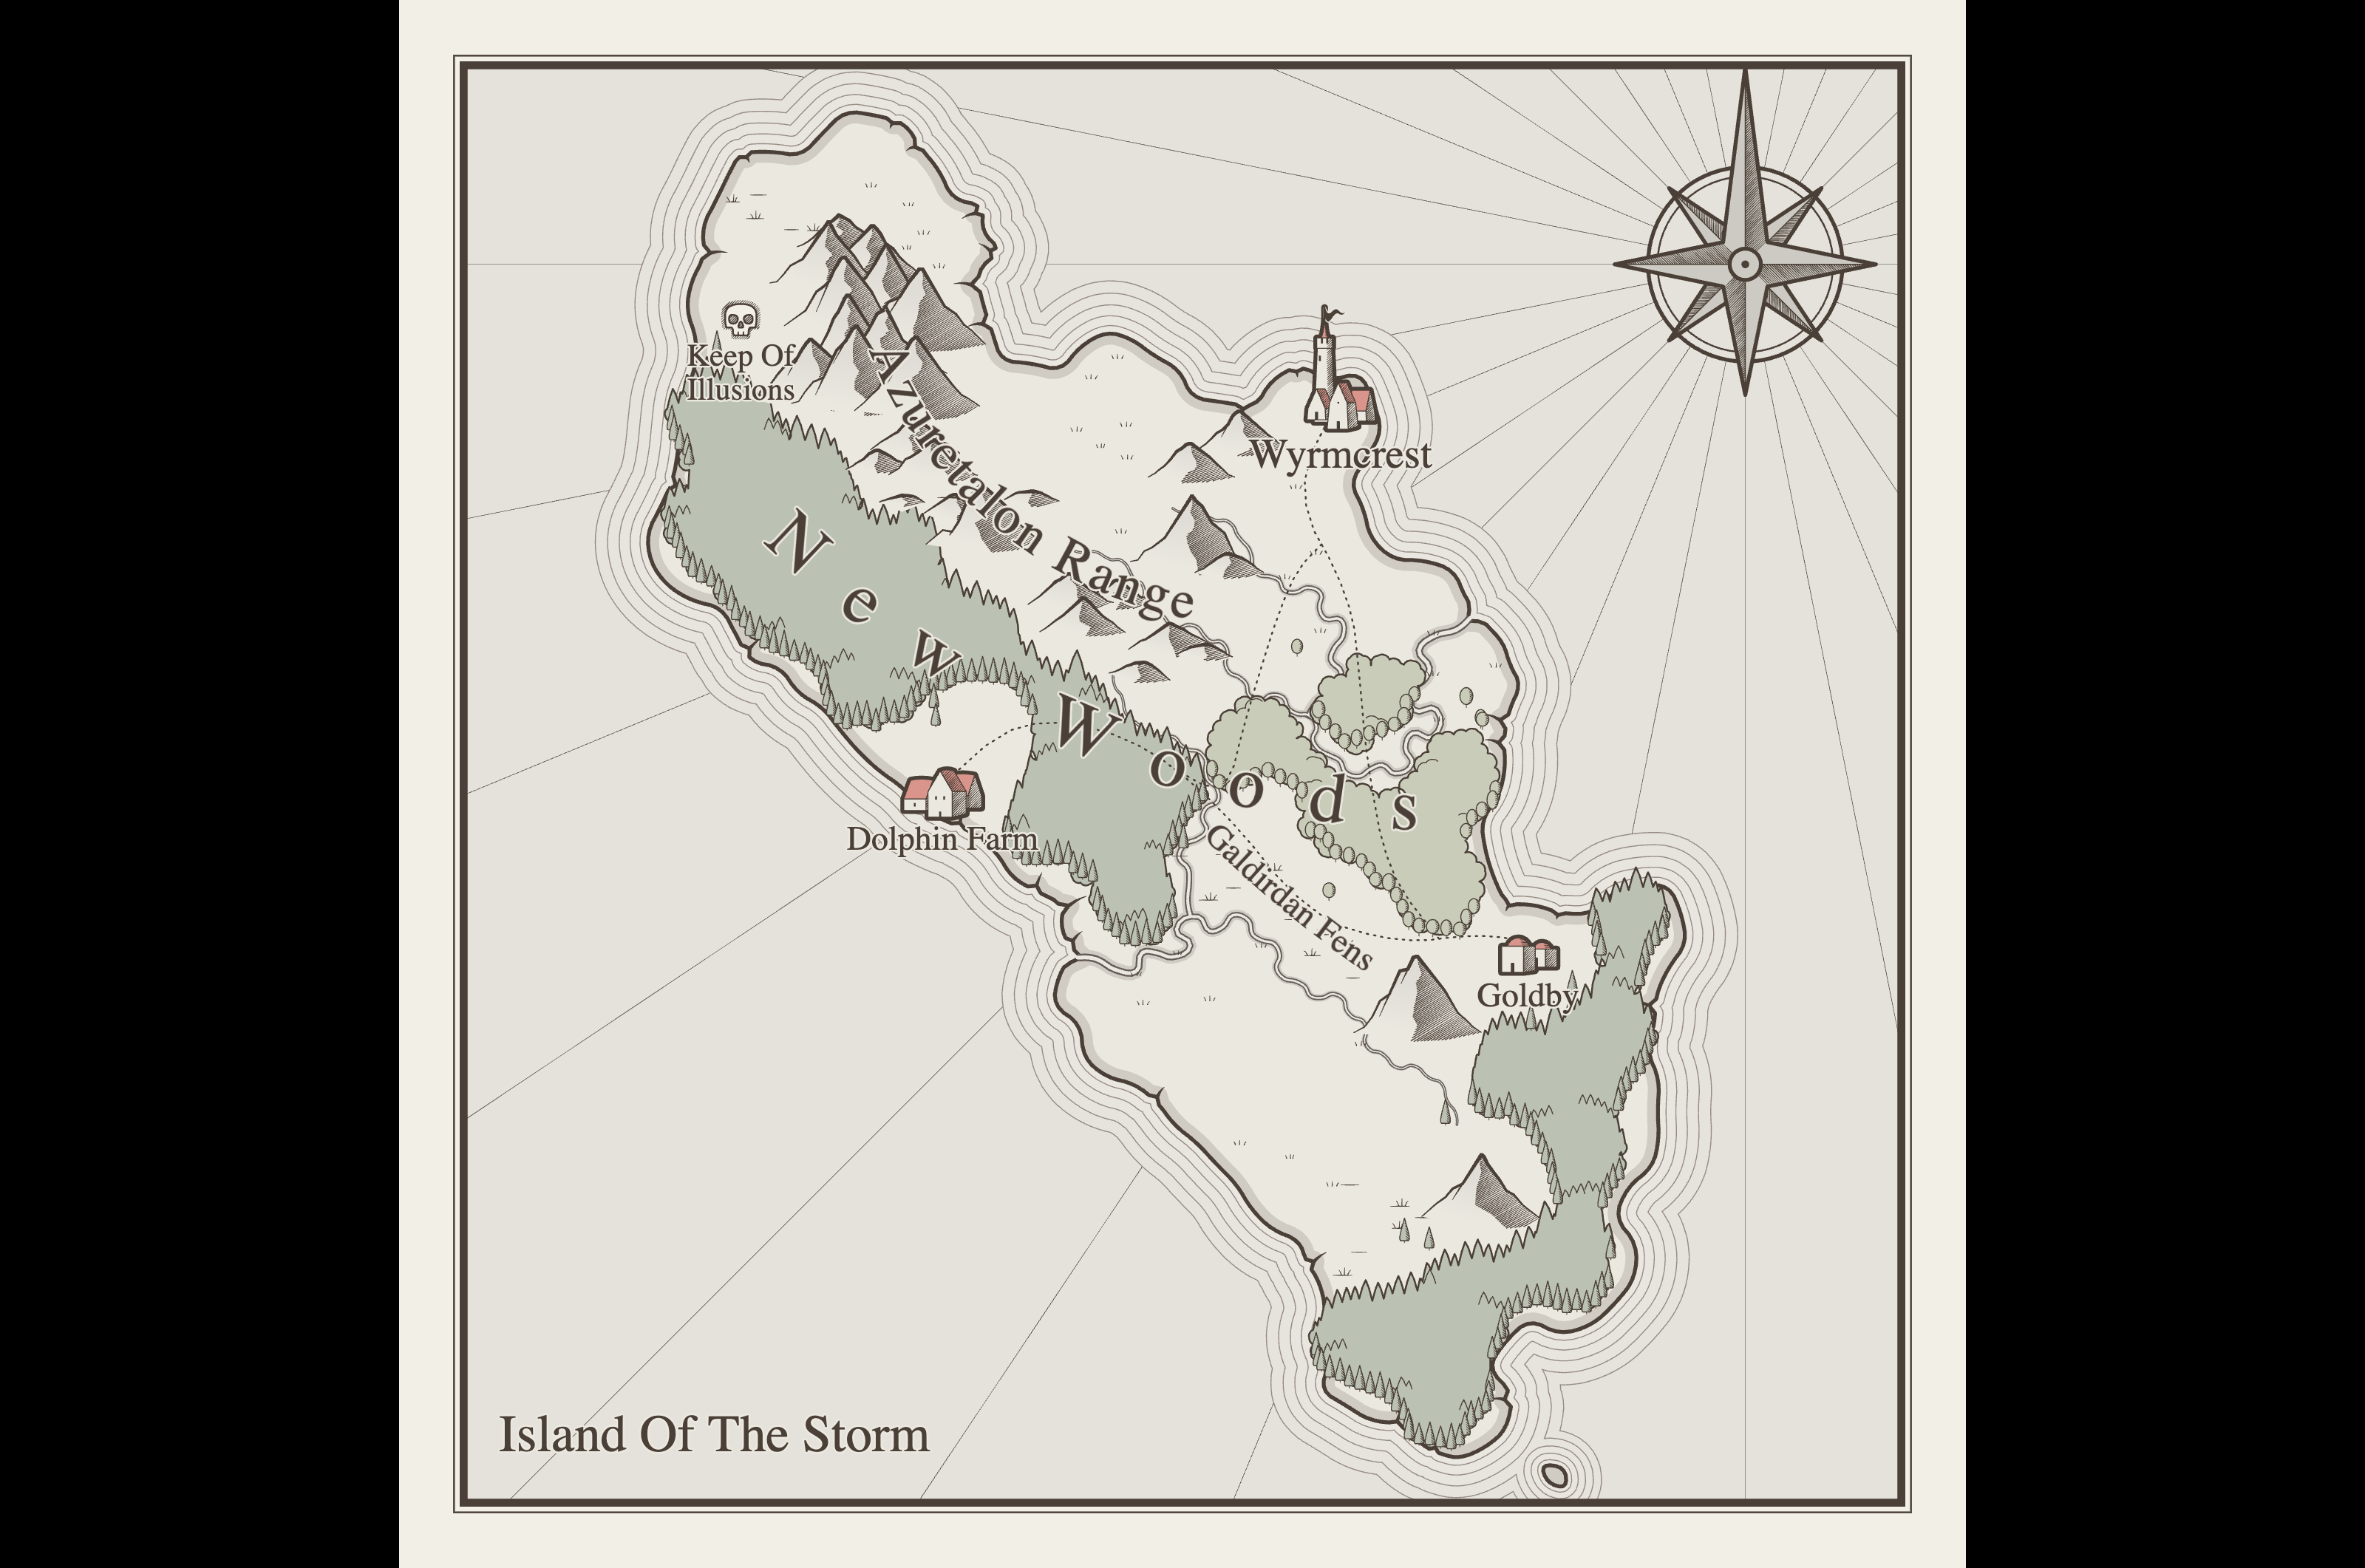 Keep Of
Illusions
Azuretalon Range
Wyrmcrest
New Woods
Dolphin Farm
Galdirdan Fens
Goldby
Island Of The Storm